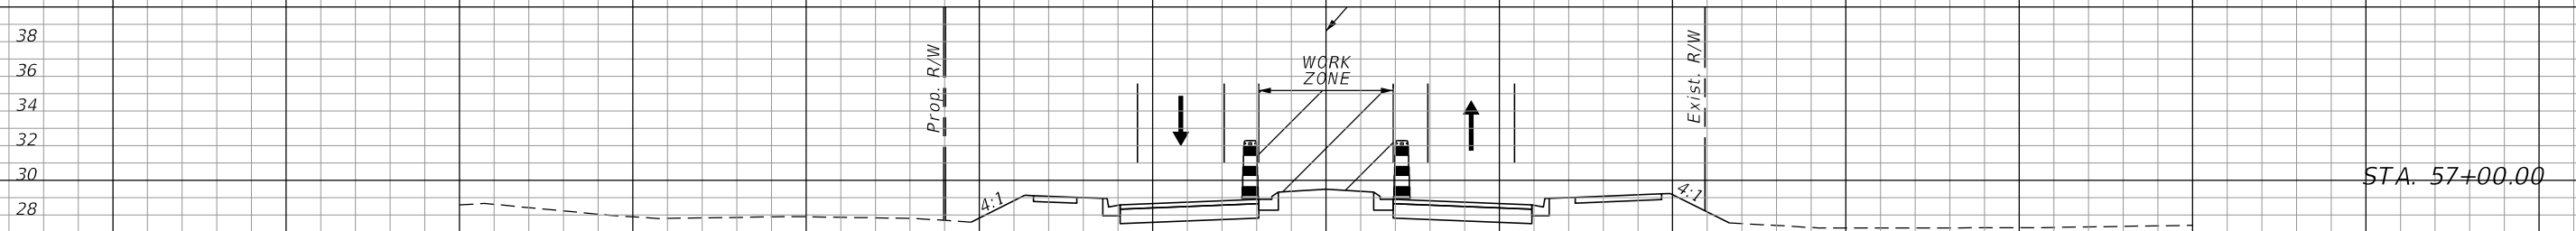 38
36
34
32
30
28
Prop. R/W
4:1
WORK
ZONE
Exist. R/W
4:1
STA. 57+00.00